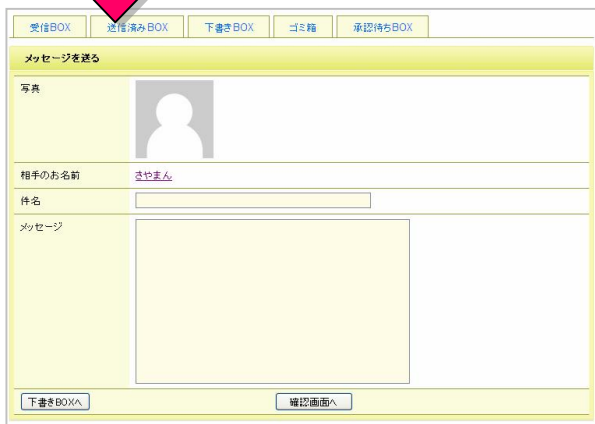 受信BOX 送信済みBOX 下書きBOX ゴミ箱 承認待ちBOX
メッセージを送る
写真
相手のお名前 さやまん
件名
メッセージ
下書きBOXへ 確認画面へ